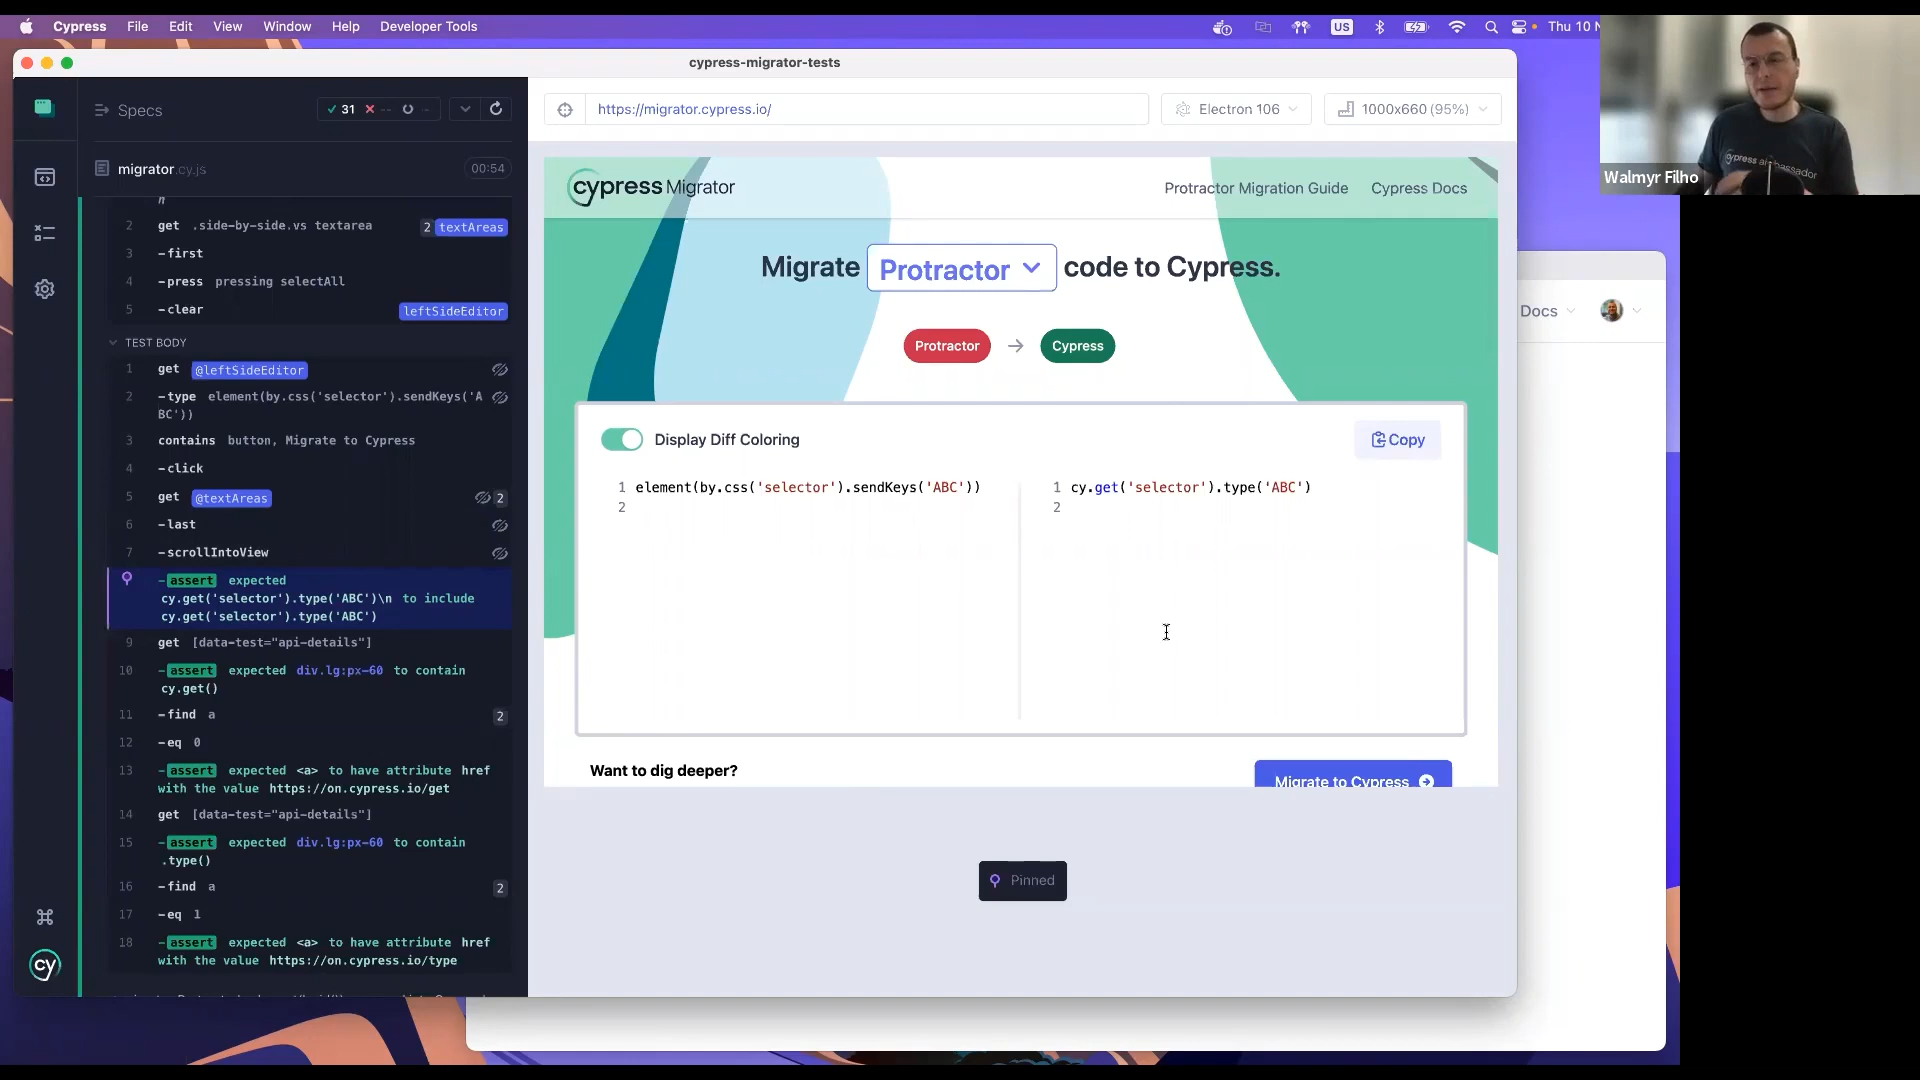 Cypress File Edit View Window Help Developer Tools
US
Thu 10 N
cypress-migrator-tests
Specs
31 -- --
migrator.cy.js
00:54
2 get .side-by-side.vs textarea 2 textAreas
3 -first
4 -press pressing selectAll
5 -clear leftSideEditor
TEST BODY
1 get @leftSideEditor
2 -type element(by.css('selector').sendKeys('A
BC'))
3 contains button, Migrate to Cypress
4 -click
5 get @textAreas 2
6 -last
7 -scrollIntoView
-assert expected
cy.get('selector').type('ABC')\n to include
cy.get('selector').type('ABC')
9 get [data-test="api-details"]
10 -assert expected div.lg:px-60 to contain
cy.get()
11 -find a 2
12 -eq 0
13 -assert expected <a> to have attribute href
with the value https://on.cypress.io/get
14 get [data-test="api-details"]
15 -assert expected div.lg:px-60 to contain
.type()
16 -find a 2
17 -eq 1
18 -assert expected <a> to have attribute href
with the value https://on.cypress.io/type
cy
https://migrator.cypress.io/
Electron 106
1000x660 (95%)
cypress Migrator
Protractor Migration Guide Cypress Docs
Migrate Protractor code to Cypress.
Protractor → Cypress
Display Diff Coloring
Copy
1 element(by.css('selector').sendKeys('ABC'))
2
1 cy.get('selector').type('ABC')
2
Want to dig deeper?
Migrate to Cypress
Pinned
Docs
cypress ambassador
Walmyr Filho